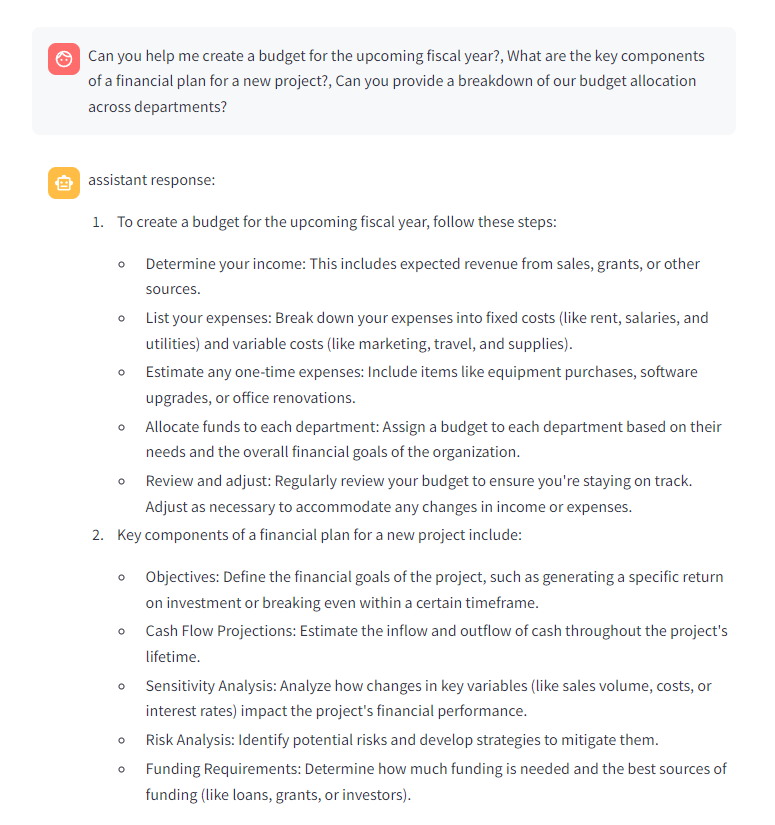 Can you help me create a budget for the upcoming fiscal year?, What are the key components
of a financial plan for a new project?, Can you provide a breakdown of our budget allocation
across departments?
assistant response:
1. To create a budget for the upcoming fiscal year, follow these steps:
Determine your income: This includes expected revenue from sales, grants, or other
sources.
List your expenses: Break down your expenses into fixed costs (like rent, salaries, and
utilities) and variable costs (like marketing, travel, and supplies).
Estimate any one-time expenses: Include items like equipment purchases, software
upgrades, or office renovations.
Allocate funds to each department: Assign a budget to each department based on their
needs and the overall financial goals of the organization.
Review and adjust: Regularly review your budget to ensure you're staying on track.
Adjust as necessary to accommodate any changes in income or expenses.
2. Key components of a financial plan for a new project include:
Objectives: Define the financial goals of the project, such as generating a specific return
on investment or breaking even within a certain timeframe.
Cash Flow Projections: Estimate the inflow and outflow of cash throughout the project's
lifetime.
Sensitivity Analysis: Analyze how changes in key variables (like sales volume, costs, or
interest rates) impact the project's financial performance.
Risk Analysis: Identify potential risks and develop strategies to mitigate them.
Funding Requirements: Determine how much funding is needed and the best sources of
funding (like loans, grants, or investors).